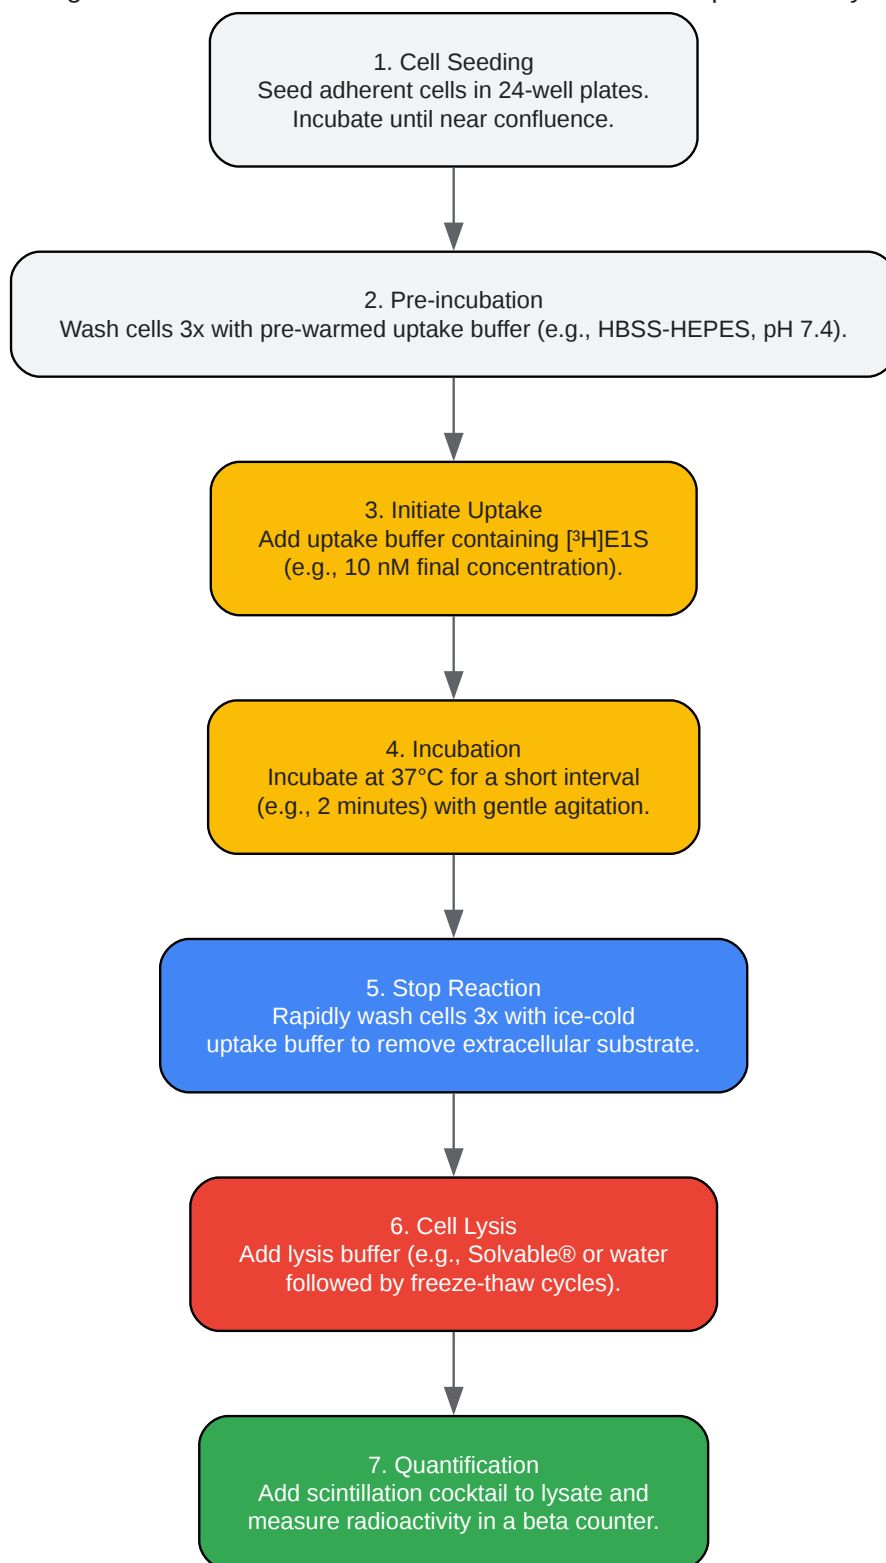 1. Cell Seeding
Seed adherent cells in 24-well plates.
Incubate until near confluence.
2. Pre-incubation
Wash cells 3x with pre-warmed uptake buffer (e.g., HBSS-HEPES, pH 7.4).
3. Initiate Uptake
Add uptake buffer containing [³H]E1S
(e.g., 10 nM final concentration).
4. Incubation
Incubate at 37°C for a short interval
(e.g., 2 minutes) with gentle agitation.
5. Stop Reaction
Rapidly wash cells 3x with ice-cold
uptake buffer to remove extracellular substrate.
6. Cell Lysis
Add lysis buffer (e.g., Solvable® or water
followed by freeze-thaw cycles).
7. Quantification
Add scintillation cocktail to lysate and
measure radioactivity in a beta counter.